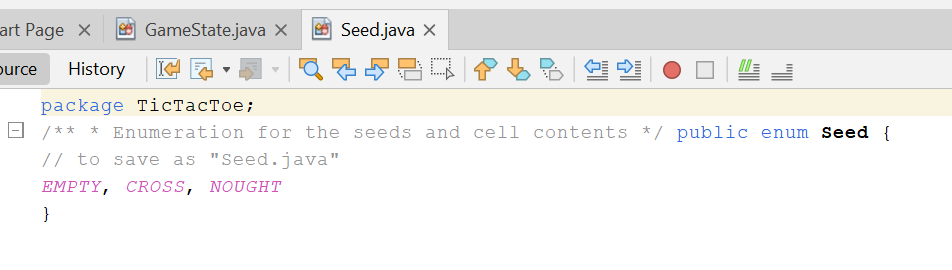 art Page
GameState.java
Seed.java
ource
History
package TicTacToe;
/** * Enumeration for the seeds and cell contents */ public enum Seed {
// to save as "Seed.java"
EMPTY, CROSS, NOUGHT
}